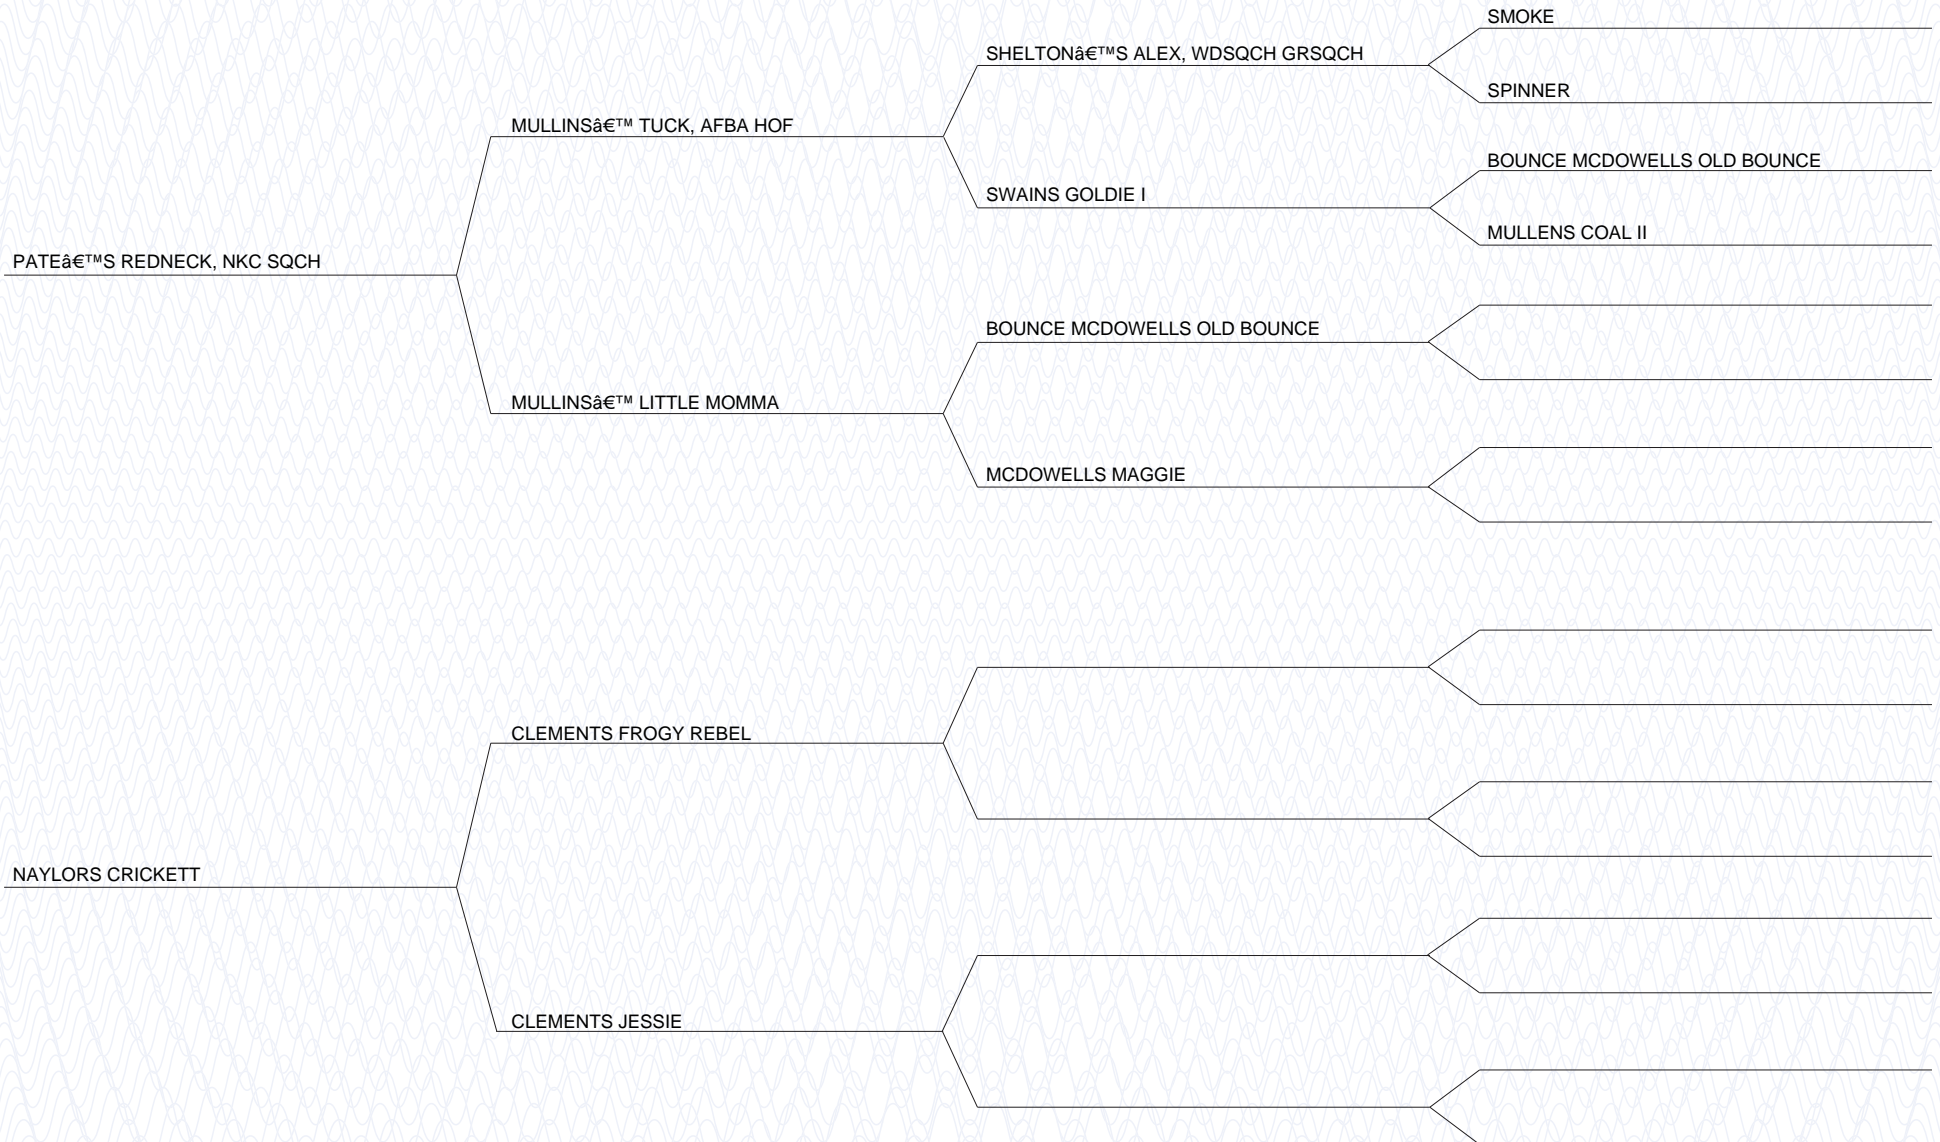 SMOKE
SHELTONâ€™S ALEX, WDSQCH GRSQCH
SPINNER
MULLINSâ€™ TUCK, AFBA HOF
BOUNCE MCDOWELLS OLD BOUNCE
SWAINS GOLDIE I
MULLENS COAL II
PATEâ€™S REDNECK, NKC SQCH
BOUNCE MCDOWELLS OLD BOUNCE
MULLINSâ€™ LITTLE MOMMA
MCDOWELLS MAGGIE
CLEMENTS FROGY REBEL
NAYLORS CRICKETT
CLEMENTS JESSIE